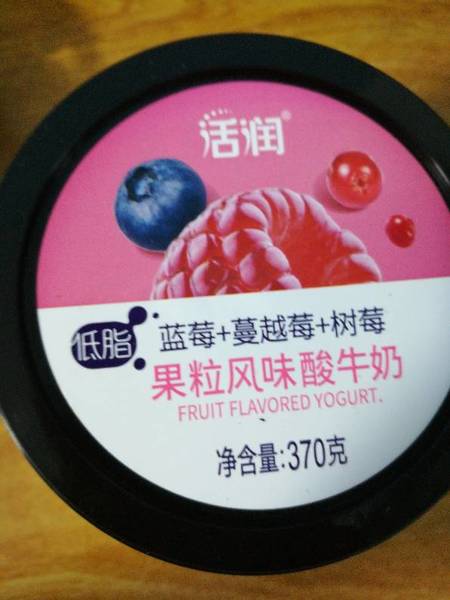 活润®
低脂
蓝莓+蔓越莓+树莓
果粒风味酸牛奶
FRUIT FLAVORED YOGURT.
净含量:370克